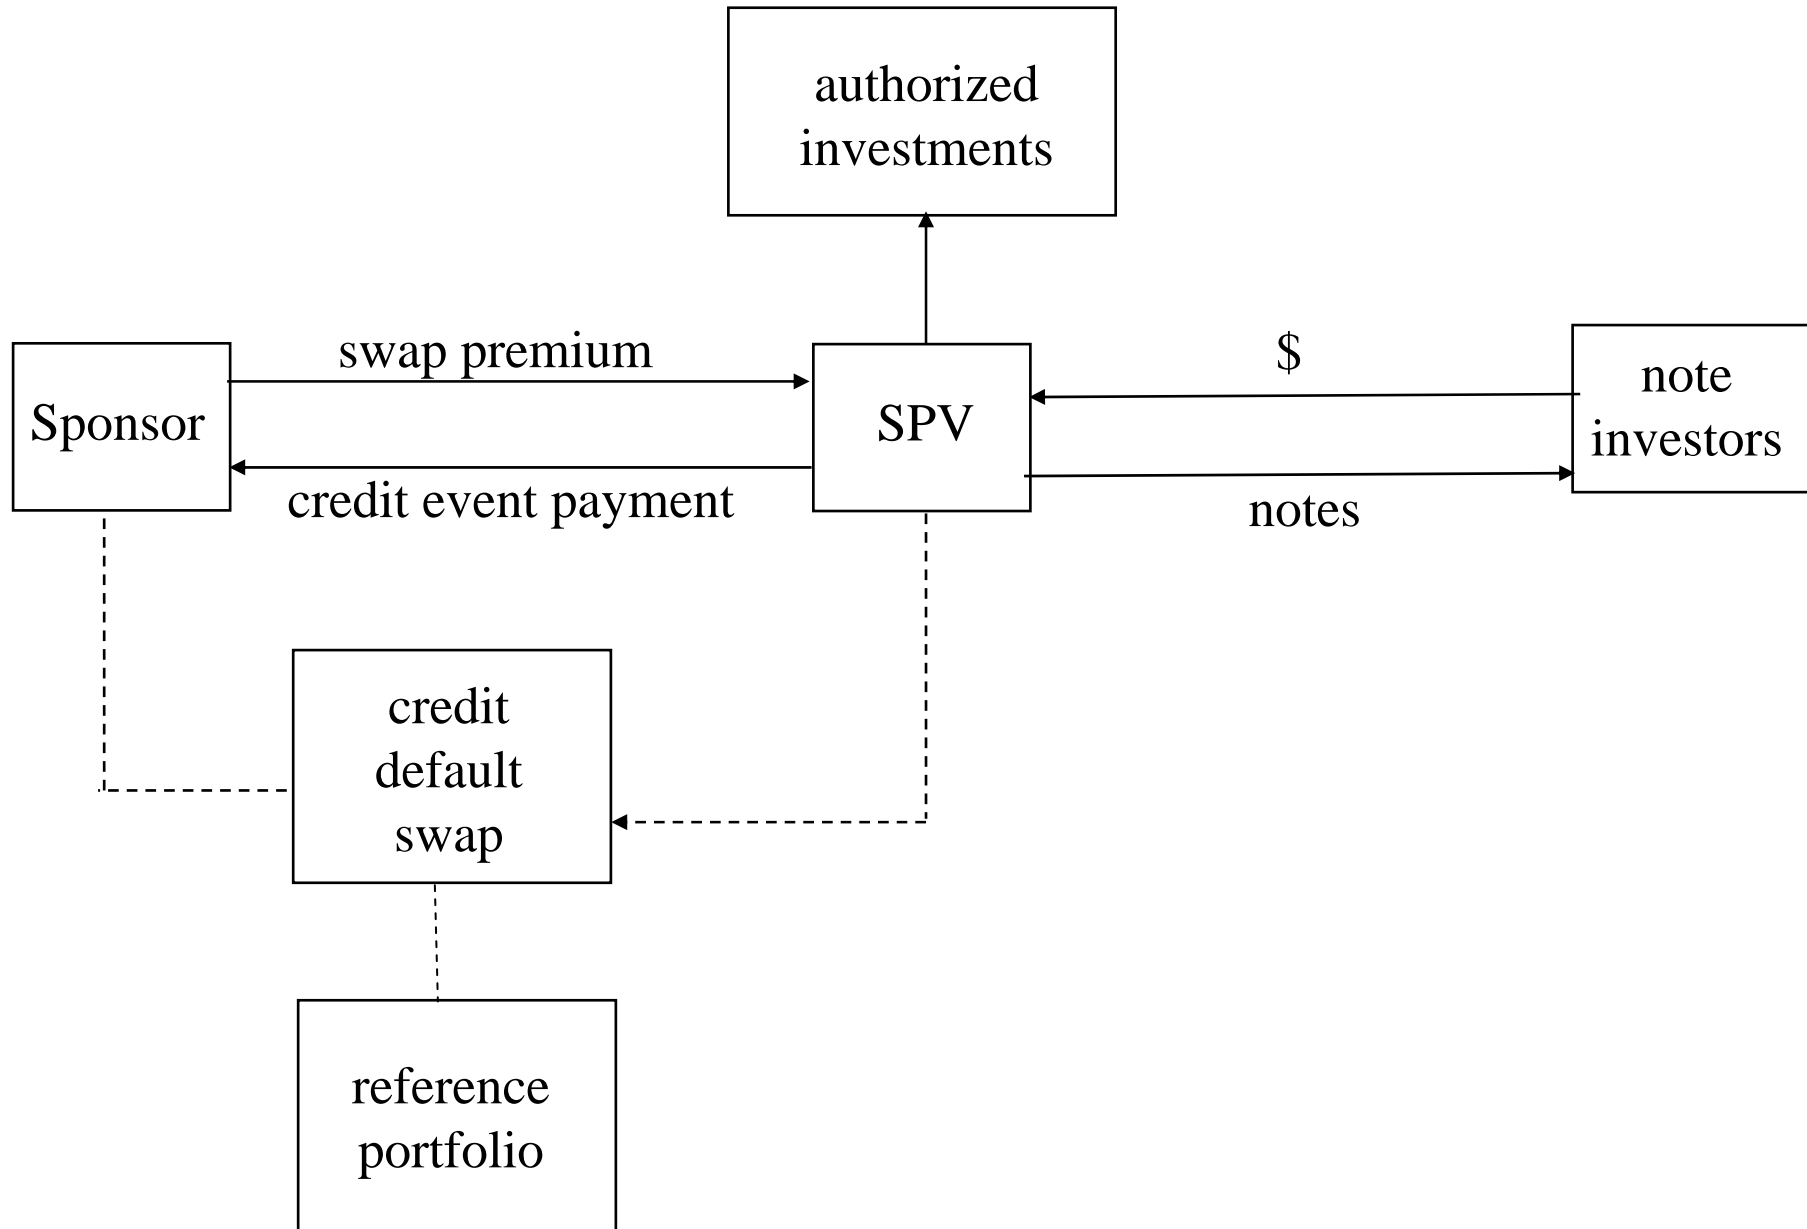 authorized
investments
swap premium
Sponsor
credit event payment
SPV
$
notes
note
investors
credit
default
swap
reference
portfolio